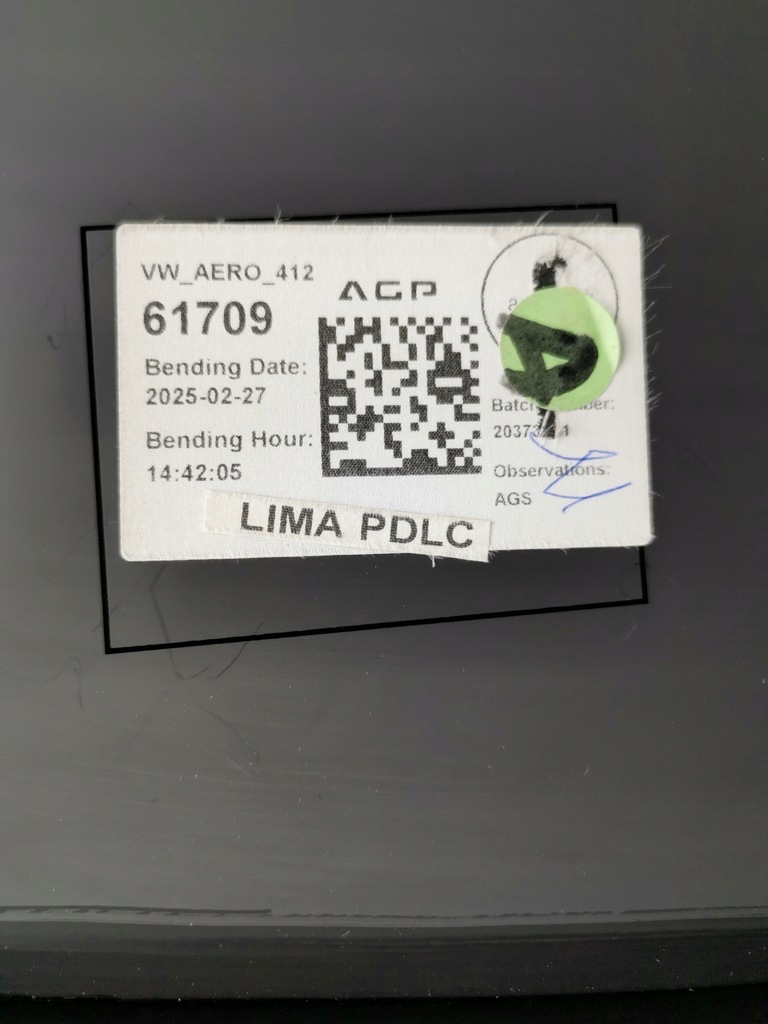 VW_AERO_412
AGP
61709
Bending Date:
2025-02-27
Bending Hour:
14:42:05
Observations:
AGS
LIMA PDLC